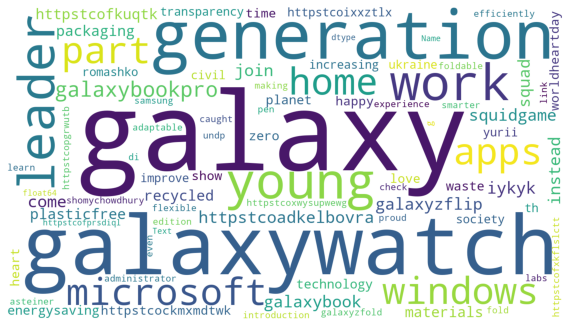 httpstcofkuqtk transparency time httpstcoixxztlx efficiently
packaging dtype Name
part generation
leader romashko civil join increasing ukraine foldable link worldheartday
galaxybookpro home work squad
samsung planet happy caught experience making smarter squidgame
adaptable undp pen zero no yurii
galaxy apps
httpstcopgrwutb di young
learn float64 improve show love check waste iykyk instead
come shomychowdhury recycled galaxyzflip
plasticfree flexible httpstcoxwysupwewg proud society th
httpstcofprsdiql edition httpstcoadkelbovra
even Text
galaxywatch
heart administrator technology labs
microsoft windows
asteiner galaxybook materials fold
energysaving httpstcockmxmdtwk introduction galaxyzfold